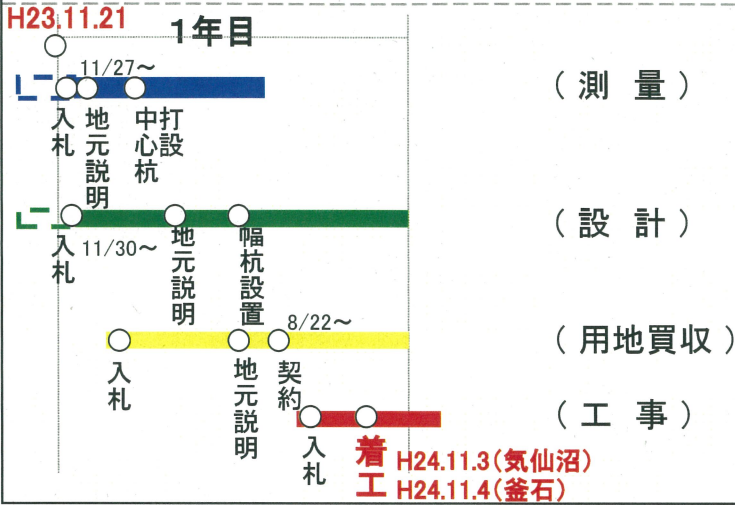 H23.11.21
1年目
11/27～
(測 量)
入札
地元説明
中心杭
打設
(設 計)
入札
11/30～
地元説明
幅杭設置
8/22～
(用地買収)
入札
地元説明
契約
(工 事)
入札
着工
H24.11.3(気仙沼)
H24.11.4(釜石)